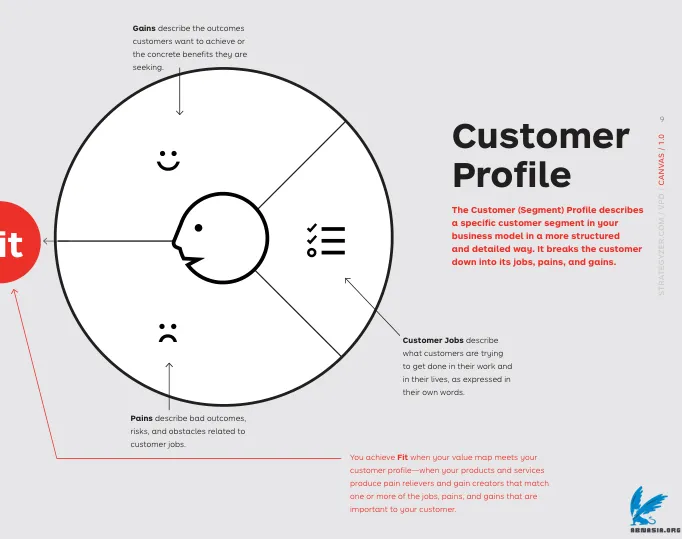 Gains describe the outcomes
customers want to achieve or
the concrete benefits they are
seeking.
Customer
Profile
The Customer (Segment) Profile describes
a specific customer segment in your
business model in a more structured
and detailed way. It breaks the customer
down into its jobs, pains, and gains.
9
STRATEGYZER.COM / VPD / CANVAS / 1.0
it
Customer Jobs describe
what customers are trying
to get done in their work and
in their lives, as expressed in
their own words.
Pains describe bad outcomes,
risks, and obstacles related to
customer jobs.
You achieve Fit when your value map meets your
customer profile—when your products and services
produce pain relievers and gain creators that match
one or more of the jobs, pains, and gains that are
important to your customer.